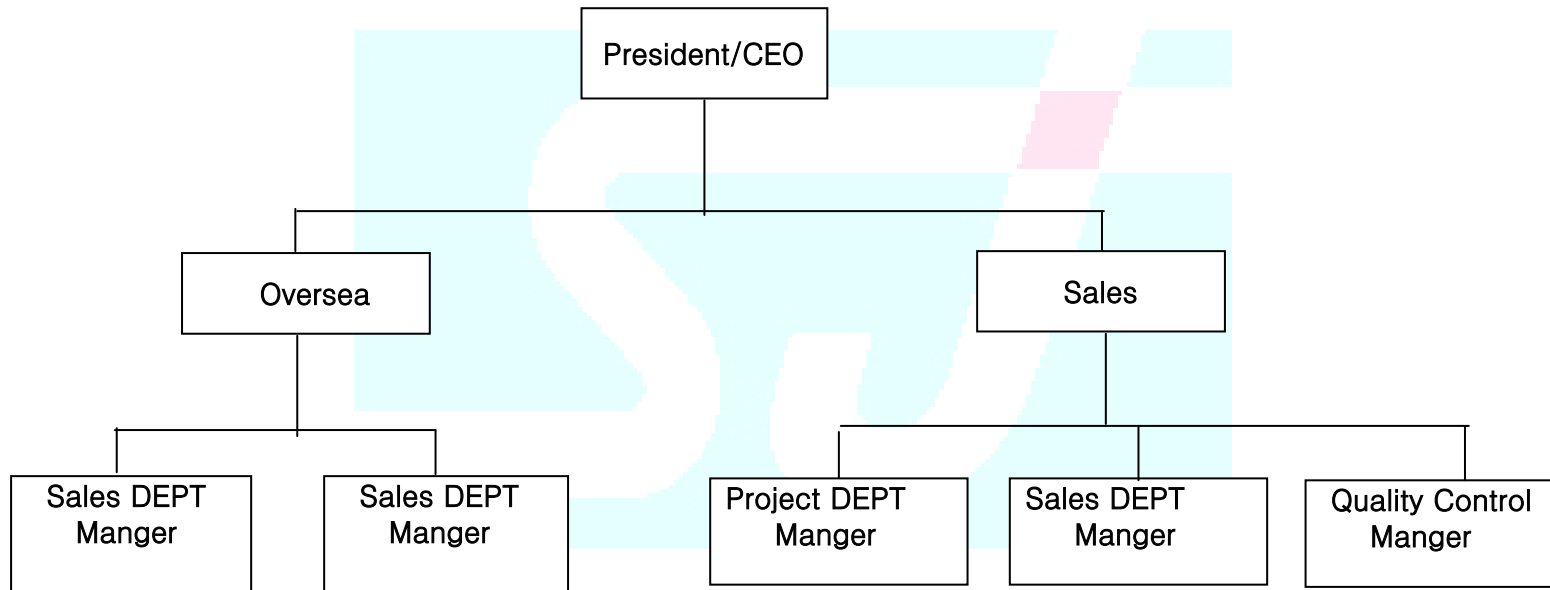 President/CEO
Oversea
Sales
Sales DEPT
Manger
Sales DEPT
Manger
Project DEPT
Manger
Sales DEPT
Manger
Quality Control
Manger